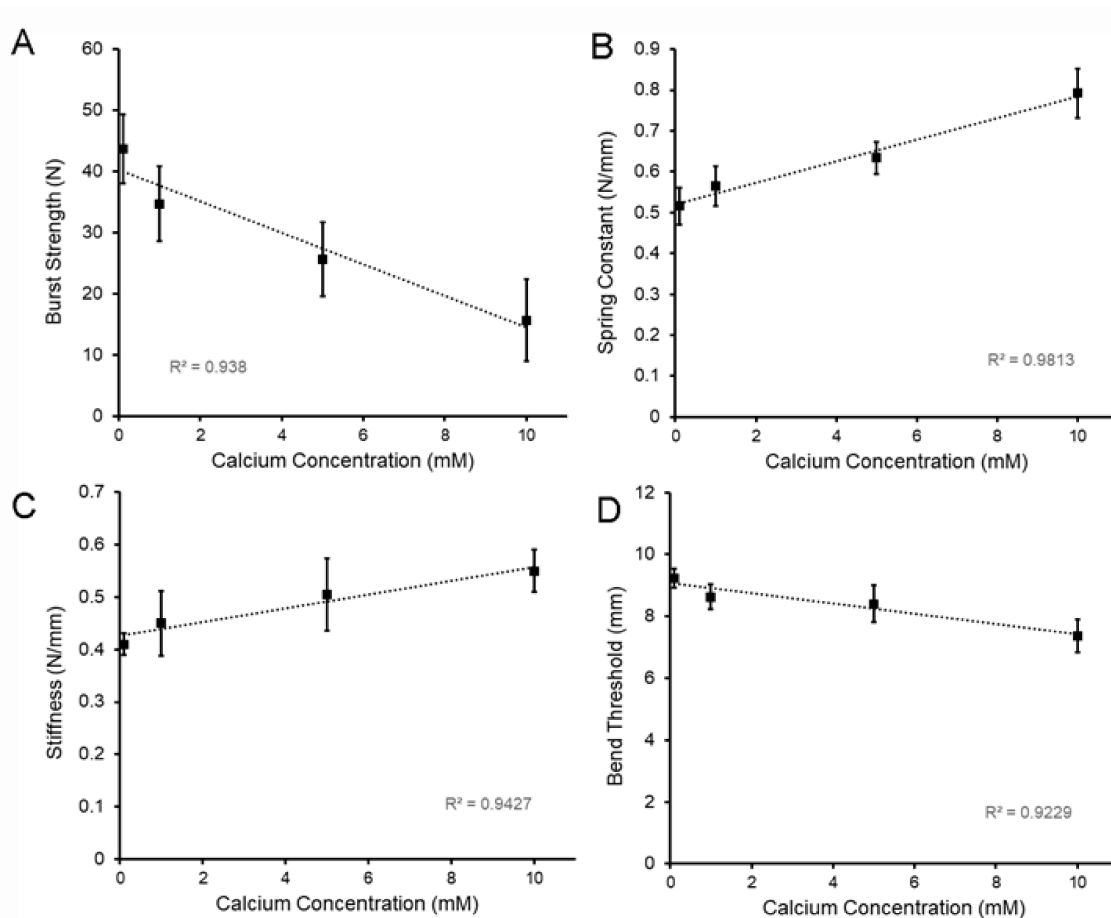 A
60
50
40
30
20
10
0
Burst Strength (N)
R² = 0.938
0 2 4 6 8 10
Calcium Concentration (mM)
B
0.9
0.8
0.7
0.6
0.5
0.4
0.3
0.2
0.1
0
Spring Constant (N/mm)
R² = 0.9813
0 2 4 6 8 10
Calcium Concentration (mM)
C
0.7
0.6
0.5
0.4
0.3
0.2
0.1
0
Stiffness (N/mm)
R² = 0.9427
0 2 4 6 8 10
Calcium Concentration (mM)
D
12
10
8
6
4
2
0
Bend Threshold (mm)
R² = 0.9229
0 2 4 6 8 10
Calcium Concentration (mM)